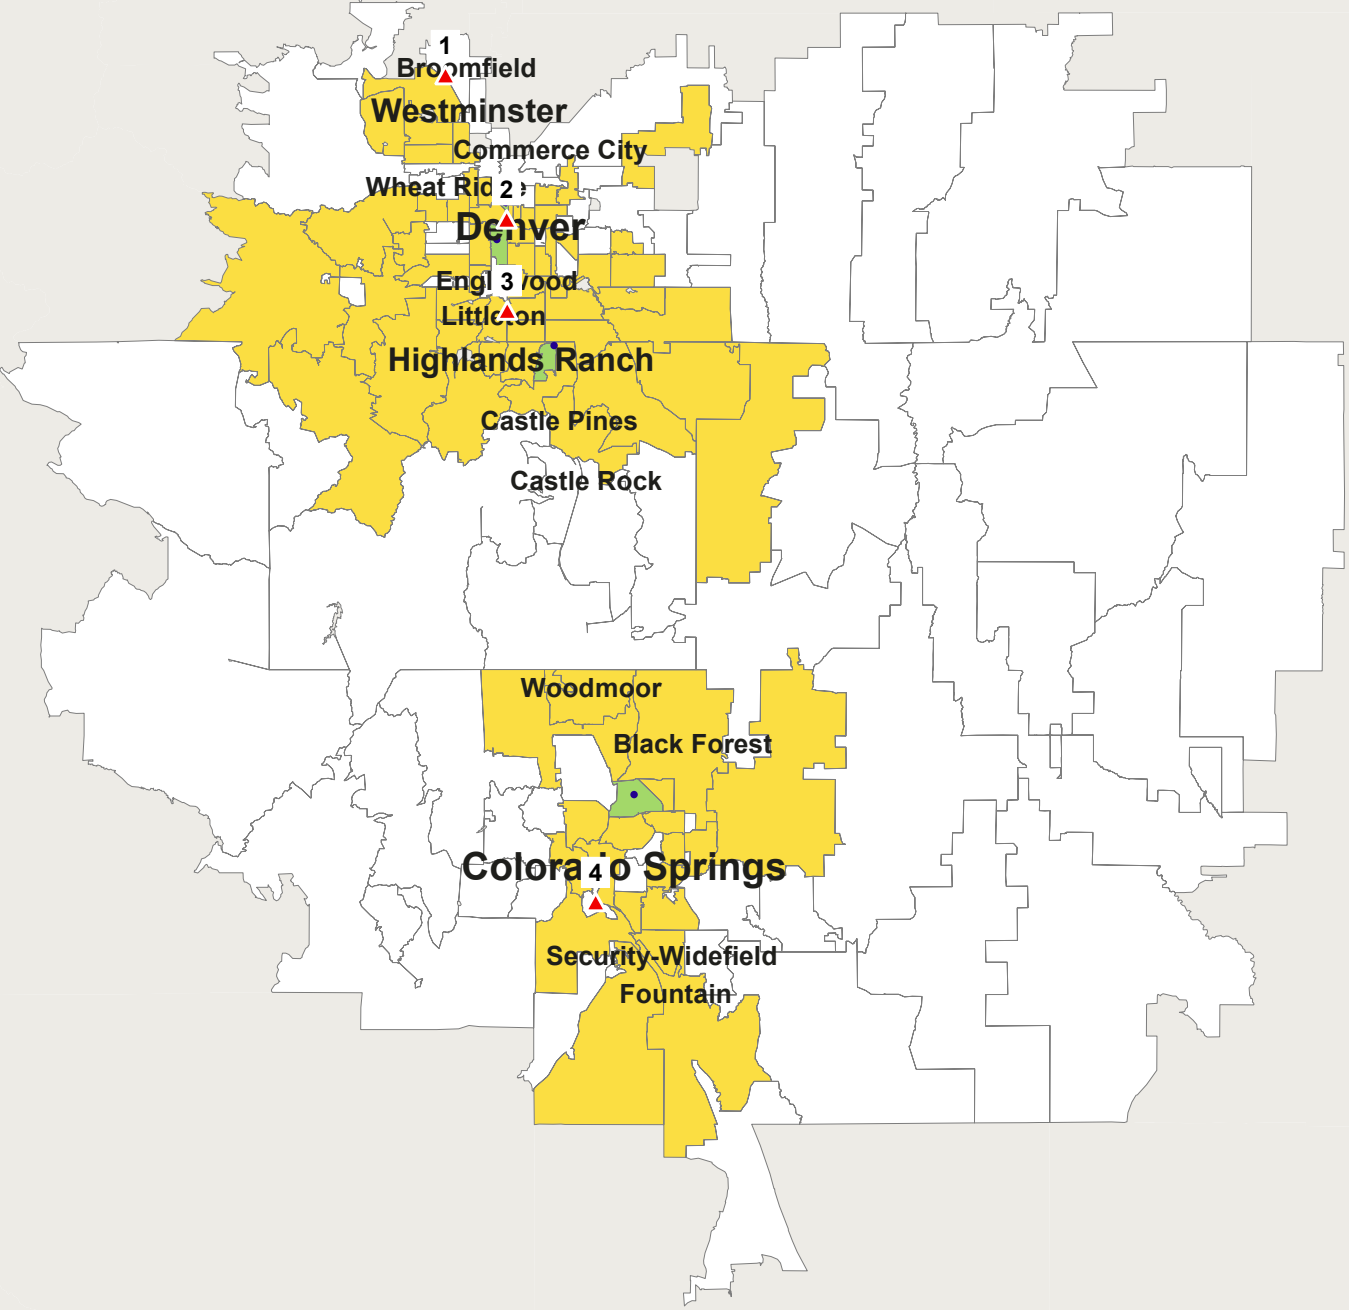 1
Broomfield
Westminster
Commerce City
Wheat Ridge
2
Denver
Englewood
3
Littleton
Highlands Ranch
Castle Pines
Castle Rock
Woodmoor
Black Forest
Colorado Springs
4
Security-Widefield
Fountain